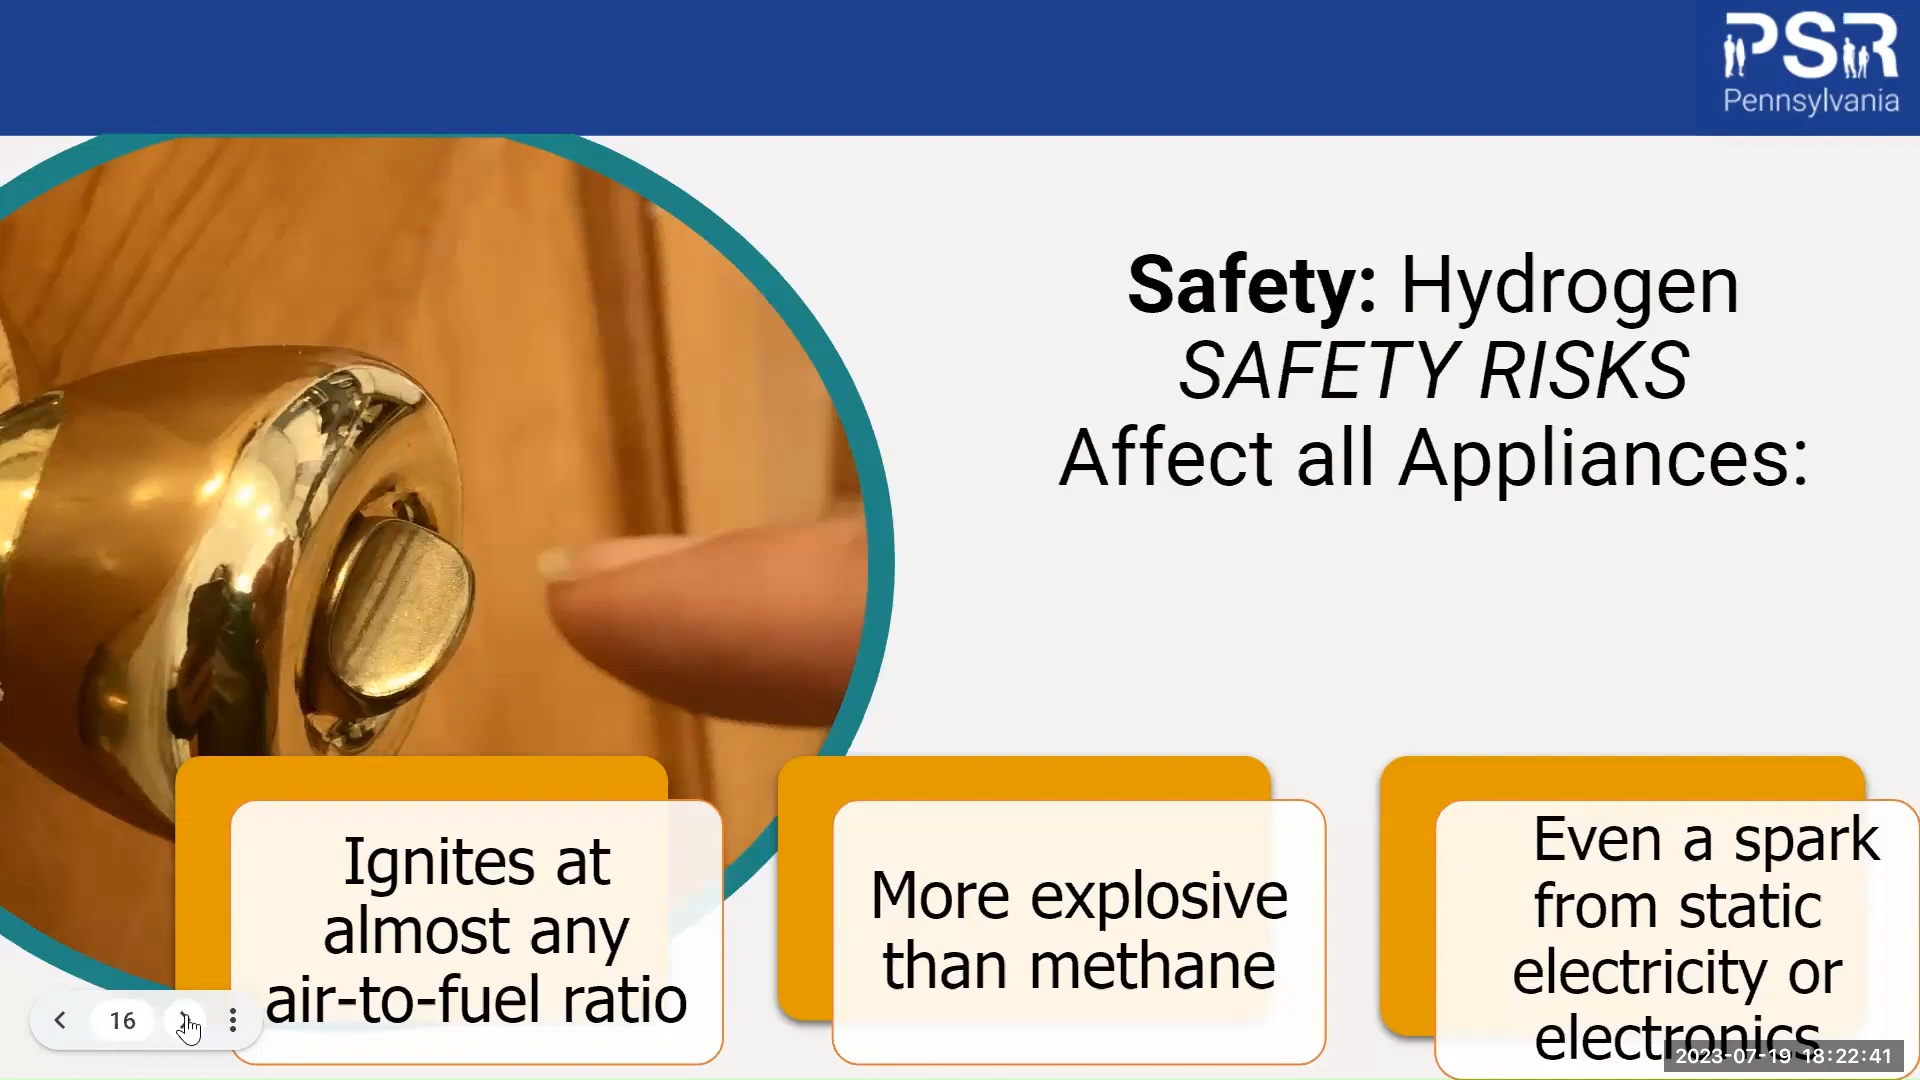 PSR
Pennsylvania
Safety: Hydrogen
SAFETY RISKS
Affect all Appliances:
Ignites at
almost any
air-to-fuel ratio
More explosive
than methane
Even a spark
from static
electricity or
electronics
16
2023-07-19 18:22:41